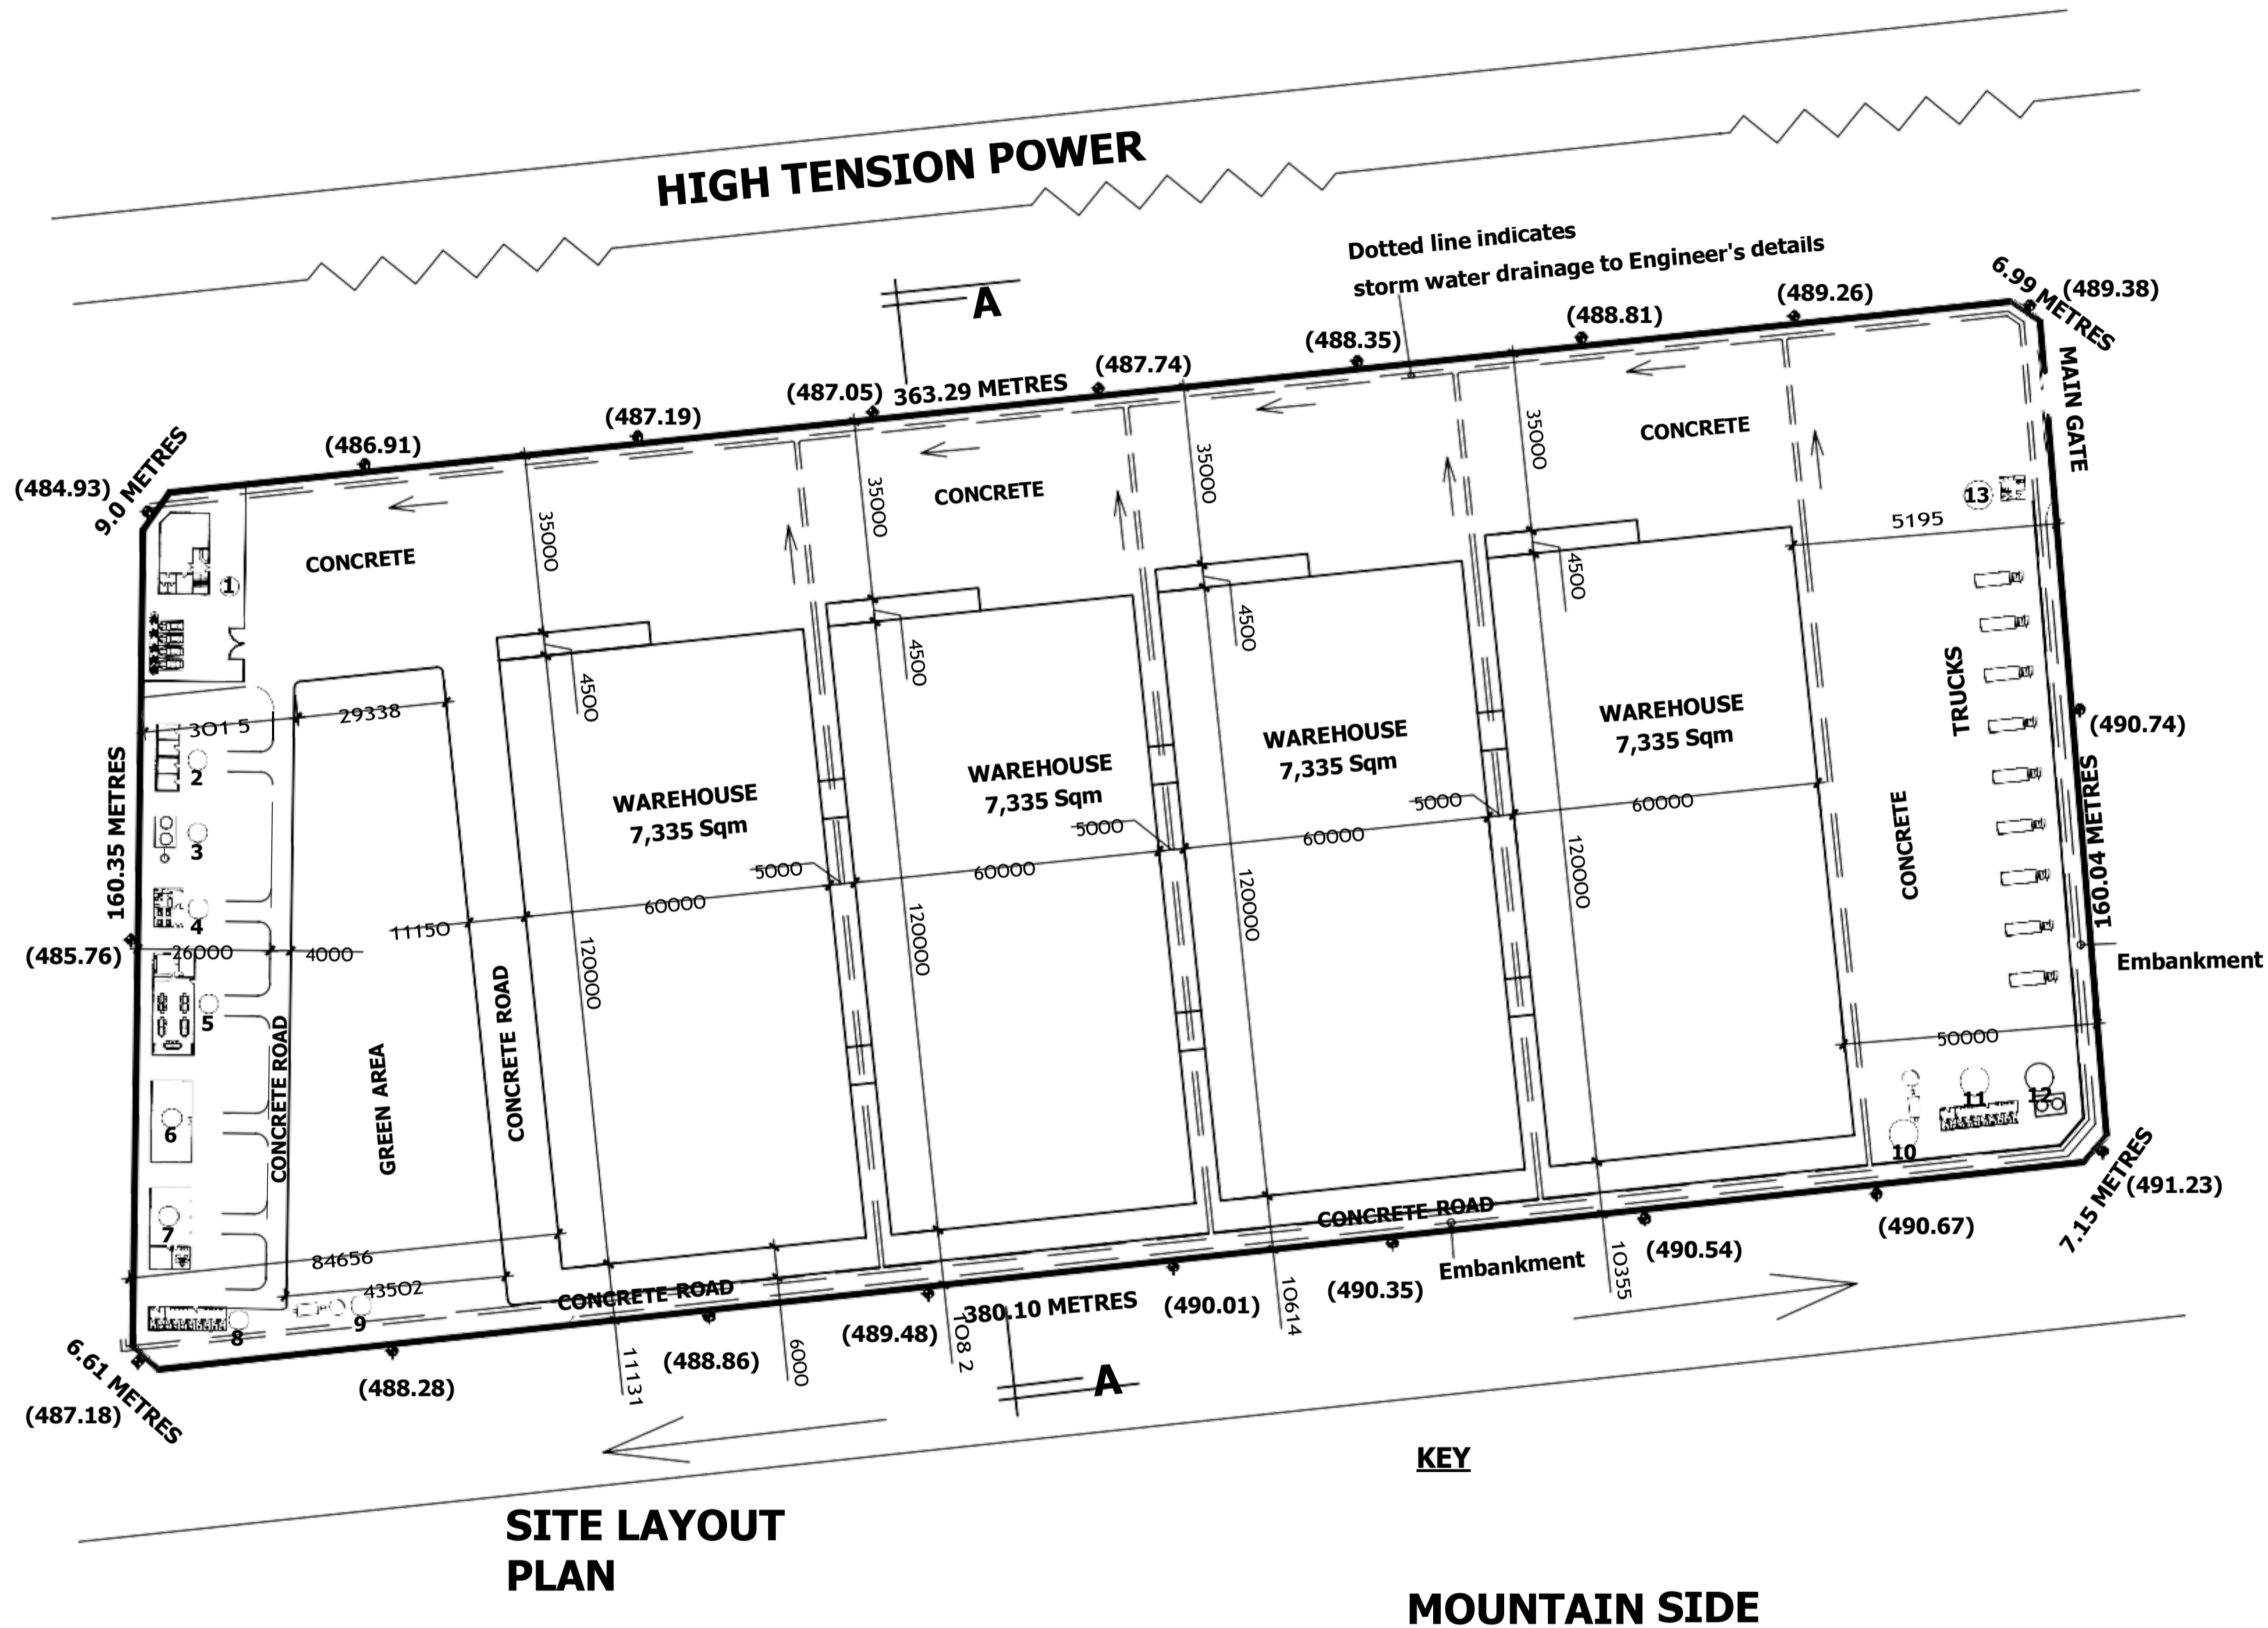 HIGH TENSION POWER
Dotted line indicates
storm water drainage to Engineer's details
A
6.99 METRES
(489.38)
(489.26)
(488.81)
(488.35)
(487.74)
363.29 METRES
(487.05)
(487.19)
(486.91)
(484.93)
9.0 METRES
MAIN GATE
CONCRETE
CONCRETE
CONCRETE
35000
35000
35000
35000
13
5195
1
4500
4500
4500
4500
TRUCKS
301 5
29338
2
(490.74)
160.35 METRES
WAREHOUSE
7,335 Sqm
WAREHOUSE
7,335 Sqm
WAREHOUSE
7,335 Sqm
WAREHOUSE
7,335 Sqm
5000
5000
5000
60000
60000
60000
60000
120000
120000
120000
120000
3
4
11150
26000
4000
(485.76)
CONCRETE
160.04 METRES
Embankment
5
CONCRETE ROAD
GREEN AREA
CONCRETE ROAD
50000
6
7
10
11
12
84656
43502
8
9
CONCRETE ROAD
CONCRETE ROAD
Embankment
7.15 METRES
(491.23)
(490.67)
(490.54)
10355
(490.35)
10614
(490.01)
380.10 METRES
108 2
(489.48)
6000
(488.86)
11131
(488.28)
6.61 METRES
(487.18)
A
KEY
SITE LAYOUT
PLAN
MOUNTAIN SIDE